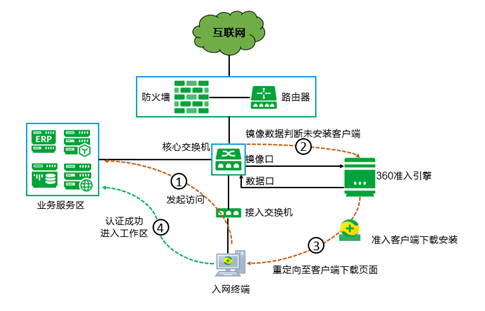 互联网
防火墙
路由器
核心交换机
镜像数据判断未安装客户端
②
镜像口
数据口
360准入引擎
ERP
业务服务区
①
发起访问
接入交换机
认证成功
进入工作区
④
③
准入客户端下载安装
重定向至客户端下载页面
入网终端